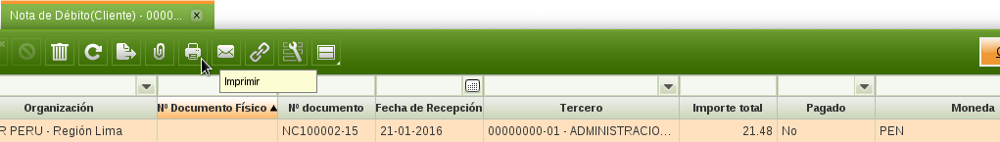 Nota de Débito(Cliente) - 0000...
Imprimir
Organización Nº Documento Físico Nº documento Fecha de Recepción Tercero Importe total Pagado Moneda
R PERU - Región Lima NC100002-15 21-01-2016 00000000-01 - ADMINISTRACIO... 21.48 No PEN